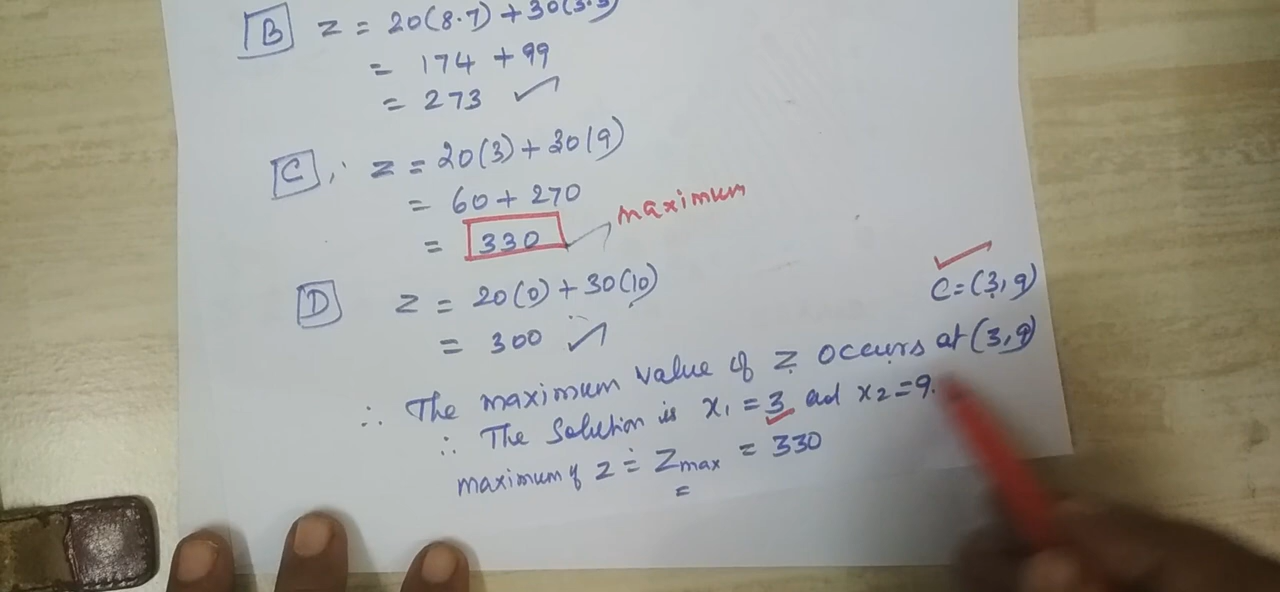 B Z = 20(8.7) + 30(3.3)
= 174 + 99
= 273 ✓
C, Z = 20(3) + 30(9)
= 60 + 270
= 330 maximum
D Z = 20(0) + 30(10)
= 300 ✓
C=(3,9)
∴ The maximum value of Z occurs at (3,9)
∴ The Solution is x₁ = 3 ad x₂ = 9.
maximum of Z = Zmax = 330